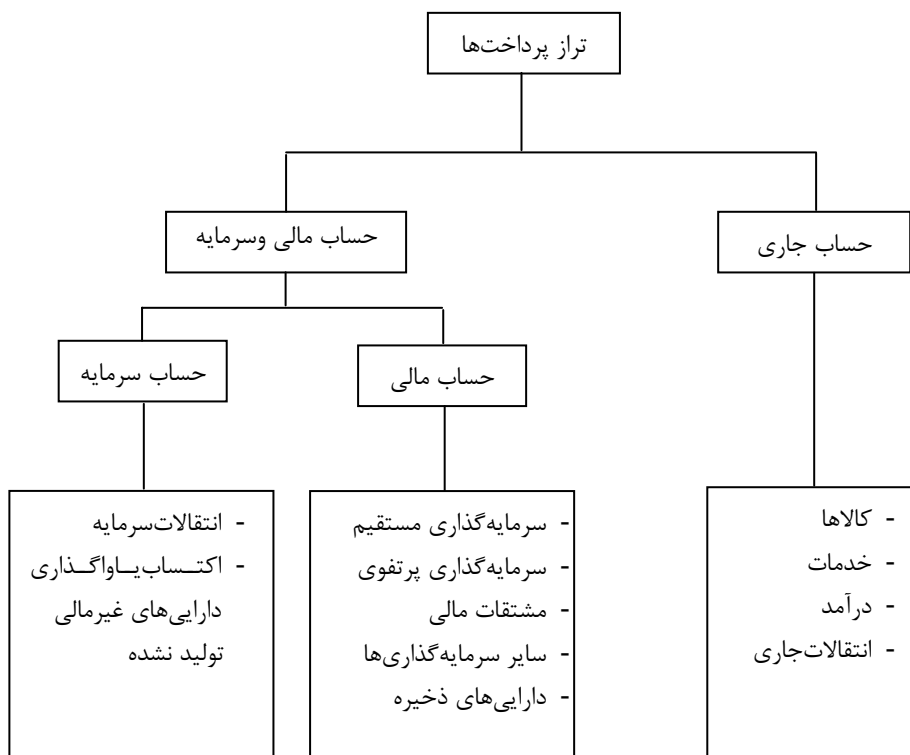 تراز پرداخت‌ها
حساب جاری
حساب مالی وسرمایه
حساب مالی
حساب سرمایه
- کالاها
- خدمات
- درآمد
- انتقالات‌جاری
- سرمایه‌گذاری مستقیم
- سرمایه‌گذاری پرتفوی
- مشتقات مالی
- سایر سرمایه‌گذاری‌ها
- دارایی‌های ذخیره
- انتقالات‌سرمایه
- اکتــساب‌یــاواگــذاری
دارایی‌های غیرمالی
تولید نشده